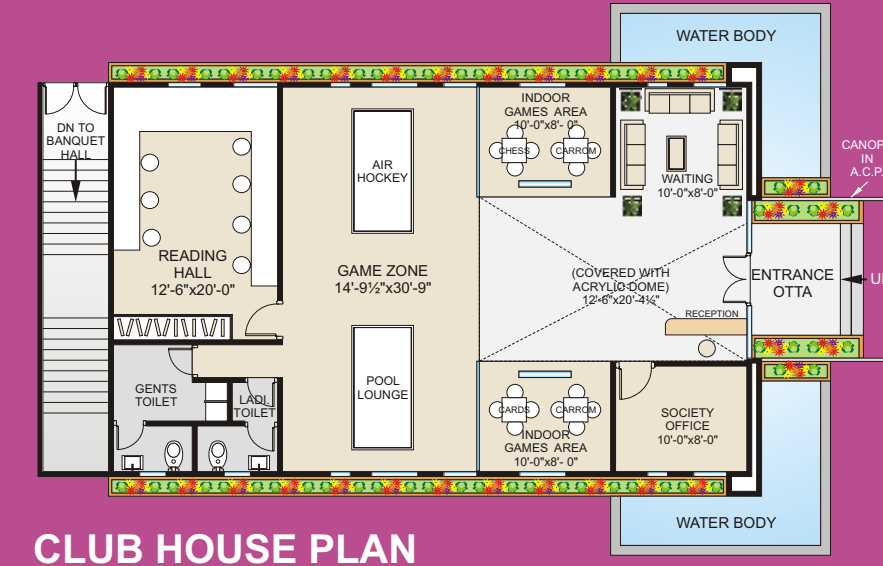 WATER BODY
DN TO
BANQUET
HALL
INDOOR
GAMES AREA
10'-0"x8'- 0"
CHESS
CARROM
AIR
HOCKEY
WAITING
10'-0"x8'-0"
IN
A.C.P.
READING
HALL
12'-6"x20'-0"
GAME ZONE
14'-9½"x30'-9"
(COVERED WITH
ACRYLIC DOME)
12'-6"x20'-4½"
ENTRANCE
OTTA
RECEPTION
GENTS
TOILET
LADI.
TOILET
POOL
LOUNGE
CARDS
CARROM
INDOOR
GAMES AREA
10'-0"x8'- 0"
SOCIETY
OFFICE
10'-0"x8'-0"
WATER BODY
CLUB HOUSE PLAN